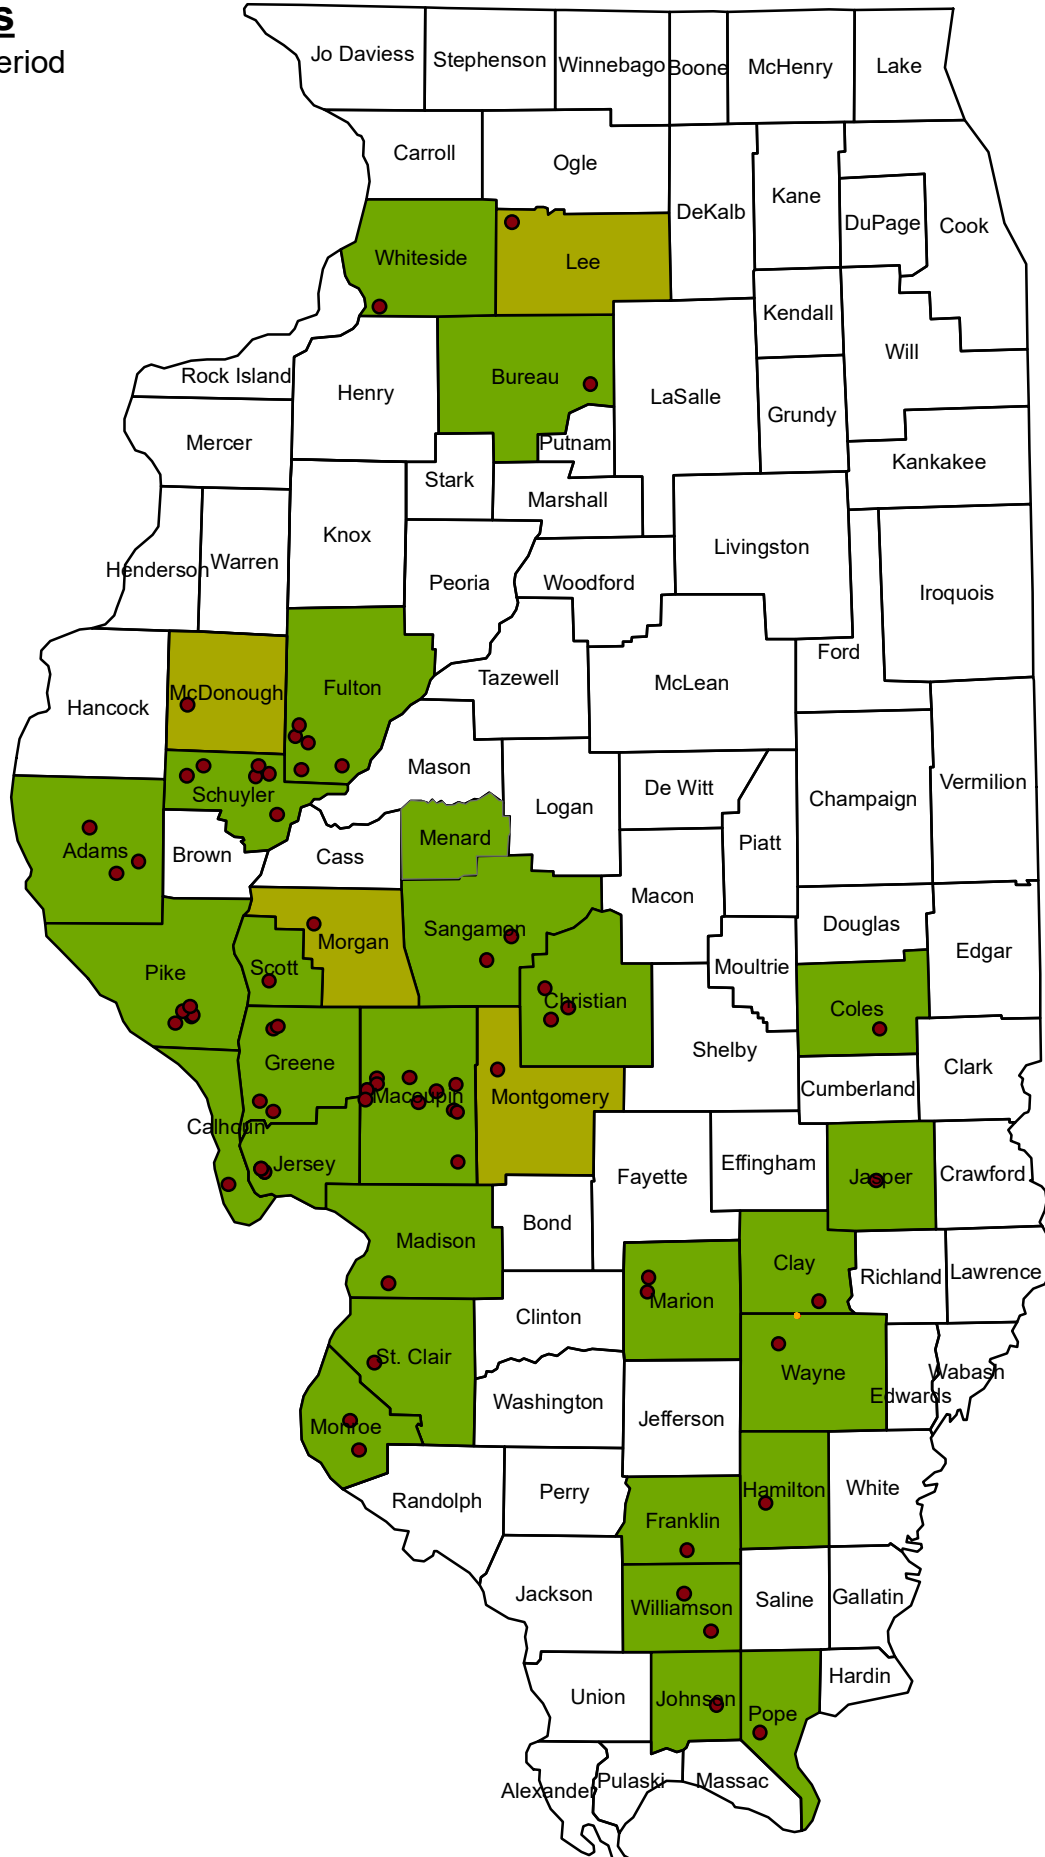 s
eriod
Jo Daviess
Stephenson
Winnebago
Boone
McHenry
Lake
Carroll
Ogle
DeKalb
Kane
DuPage
Cook
Whiteside
Lee
Kendall
Will
Rock Island
Henry
Bureau
LaSalle
Grundy
Mercer
Putnam
Kankakee
Stark
Marshall
Knox
Livingston
Henderson
Warren
Peoria
Woodford
Iroquois
Ford
McDonough
Fulton
Tazewell
McLean
Hancock
Mason
De Witt
Vermilion
Schuyler
Logan
Champaign
Menard
Piatt
Adams
Brown
Cass
Macon
Douglas
Morgan
Sangamon
Edgar
Pike
Scott
Moultrie
Christian
Coles
Shelby
Greene
Clark
Macoupin
Montgomery
Cumberland
Calhoun
Jersey
Effingham
Fayette
Jasper
Crawford
Bond
Madison
Clay
Richland
Lawrence
Marion
Clinton
St. Clair
Wayne
Wabash
Edwards
Washington
Jefferson
Monroe
Randolph
Perry
Hamilton
White
Franklin
Jackson
Williamson
Saline
Gallatin
Union
Johnson
Hardin
Pope
Alexander
Pulaski
Massac